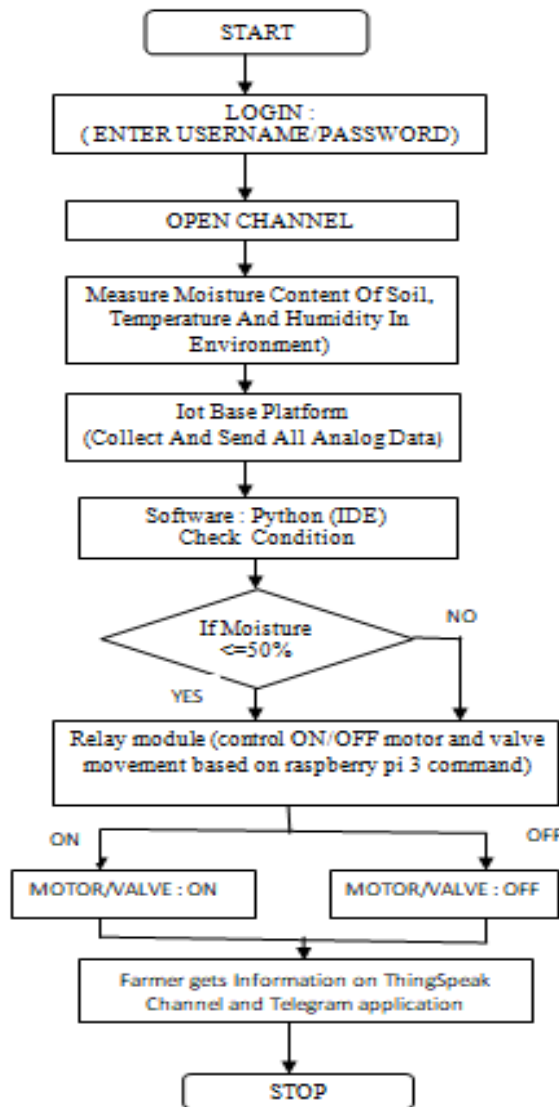 START
LOGIN :
( ENTER USERNAME/PASSWORD)
OPEN CHANNEL
Measure Moisture Content Of Soil,
Temperature And Humidity In
Environment)
Iot Base Platform
(Collect And Send All Analog Data)
Software : Python (IDE)
Check Condition
If Moisture
<=50%
NO
YES
Relay module (control ON/OFF motor and valve
movement based on raspberry pi 3 command)
ON
OFF
MOTOR/VALVE : ON
MOTOR/VALVE : OFF
Farmer gets Information on ThingSpeak
Channel and Telegram application
STOP